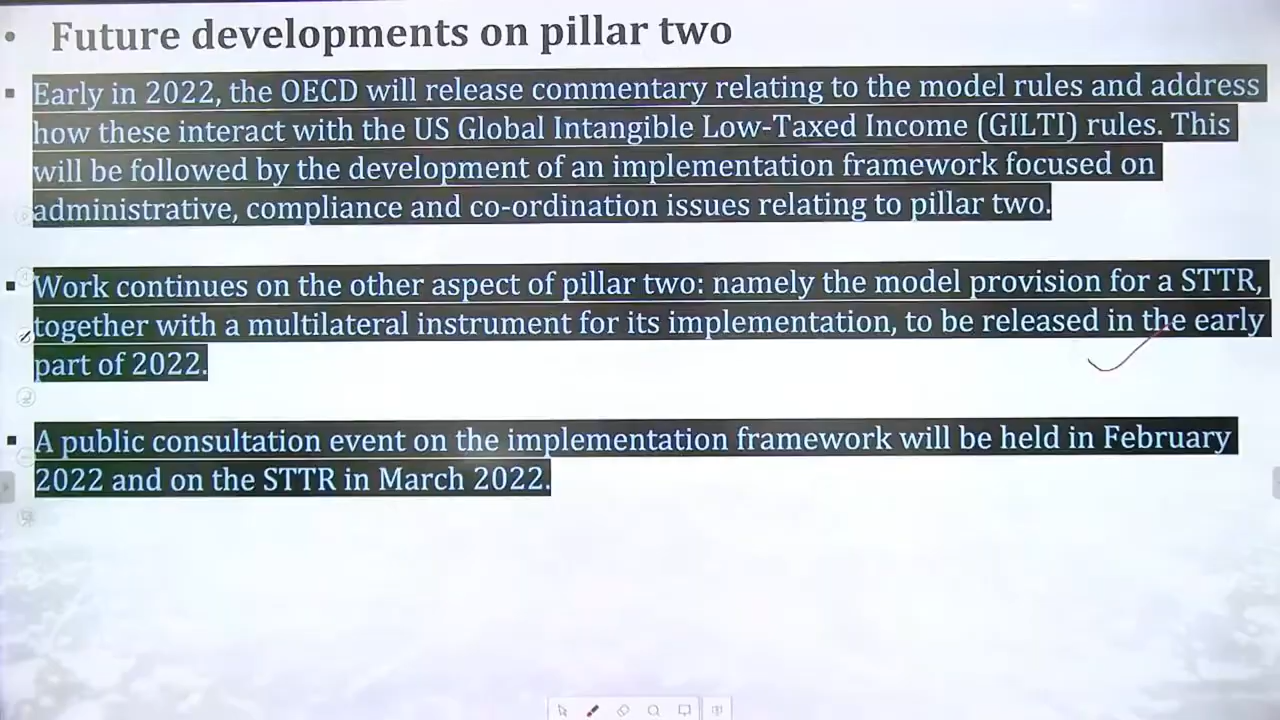 • Future developments on pillar two
▪ Early in 2022, the OECD will release commentary relating to the model rules and address
how these interact with the US Global Intangible Low-Taxed Income (GILTI) rules. This
will be followed by the development of an implementation framework focused on
administrative, compliance and co-ordination issues relating to pillar two.
▪ Work continues on the other aspect of pillar two: namely the model provision for a STTR,
together with a multilateral instrument for its implementation, to be released in the early
part of 2022.
▪ A public consultation event on the implementation framework will be held in February
2022 and on the STTR in March 2022.